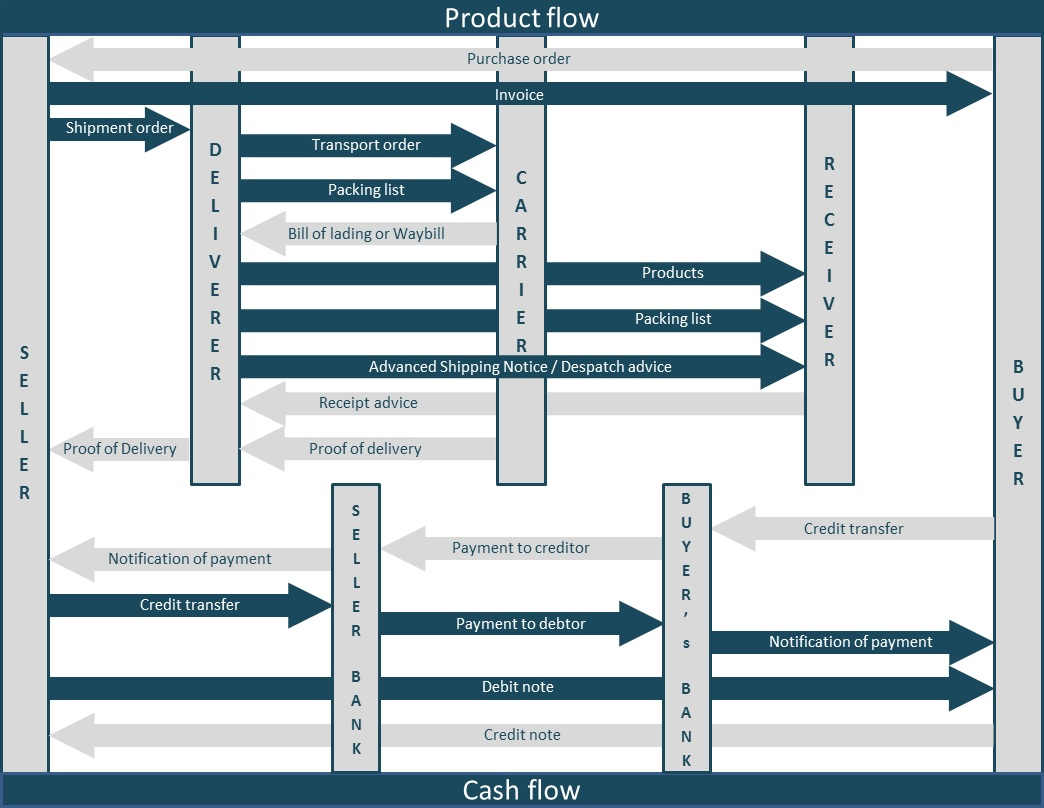 Product flow
Purchase order
Invoice
Shipment order
Transport order
Packing list
Bill of lading or Waybill
Products
Packing list
Advanced Shipping Notice / Despatch advice
Receipt advice
Proof of Delivery
Proof of delivery
SELLER
DELIVERER
CARRIER
RECEIVER
BUYER
SELLER BANK
BUYER's BANK
Credit transfer
Payment to creditor
Notification of payment
Credit transfer
Payment to debtor
Notification of payment
Debit note
Credit note
Cash flow